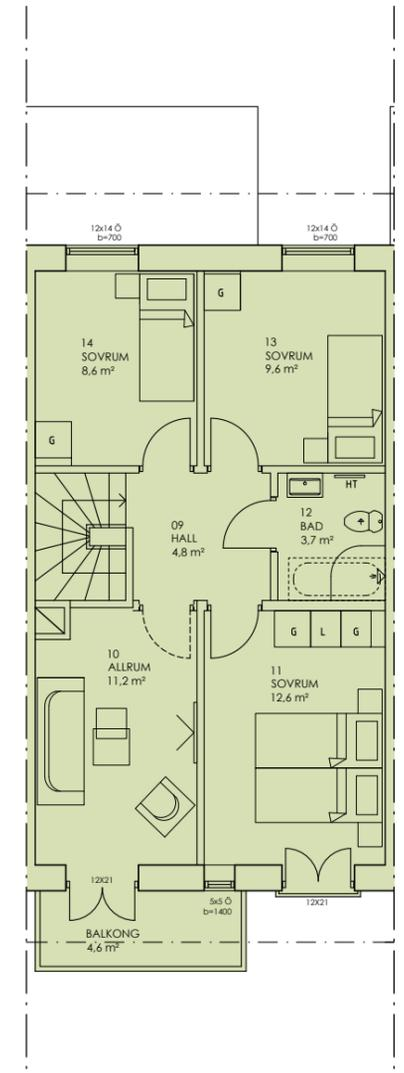 12x14 Ö
b=700
12x14 Ö
b=700
G
14
SOVRUM
8,6 m²
13
SOVRUM
9,6 m²
G
HT
12
BAD
3,7 m²
09
HALL
4,8 m²
G
L
G
10
ALLRUM
11,2 m²
11
SOVRUM
12,6 m²
12X21
5x5 Ö
b=1400
12X21
BALKONG
4,6 m²